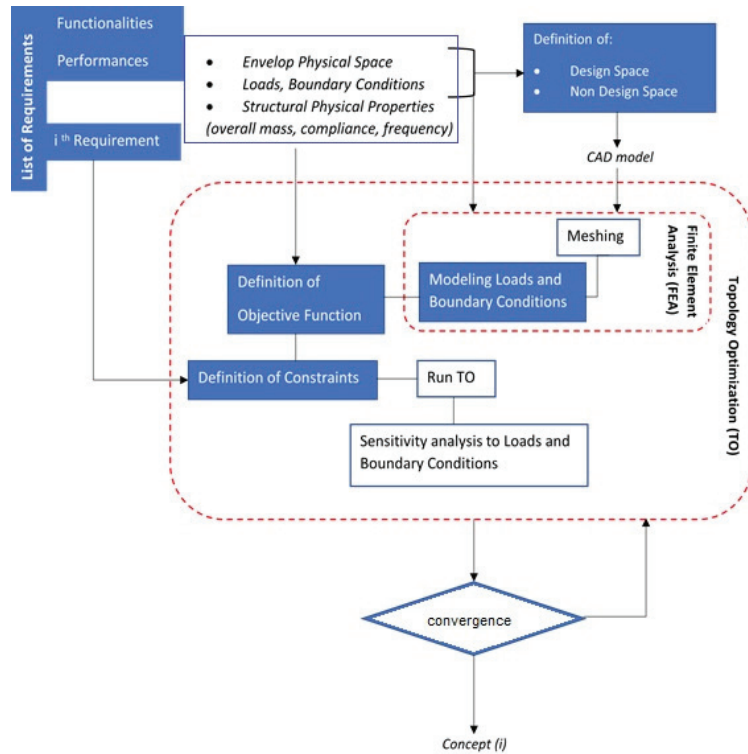 List of Requirements
Functionalities
Performances
i th Requirement
• Envelop Physical Space
• Loads, Boundary Conditions
• Structural Physical Properties
(overall mass, compliance, frequency)
Definition of:
• Design Space
• Non Design Space
CAD model
Meshing
Finite Element
Analysis (FEA)
Modeling Loads and
Boundary Conditions
Definition of
Objective Function
Definition of Constraints
Run TO
Sensitivity analysis to Loads and
Boundary Conditions
Topology Optimization (TO)
convergence
Concept (i)